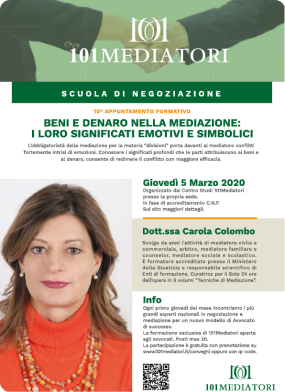 101MEDIATORI
SCUOLA DI NEGOZIAZIONE
10° APPUNTAMENTO FORMATIVO
BENI E DENARO NELLA MEDIAZIONE:
I LORO SIGNIFICATI EMOTIVI E SIMBOLICI
L'obbligatorietà della mediazione per la materia "divisioni" porta davanti al mediatore conflitti
fortemente intrisi di emozioni. Conoscere i significati profondi che le parti attribuiscono ai beni e
al denaro, consente di redimere il conflitto con maggiore efficacia.
Giovedì 5 Marzo 2020
Organizzato dal Centro Studi 101Mediatori
presso la propria sede.
In fase di accreditamento C.N.F.
Sul sito maggiori dettagli.
Dott.ssa Carola Colombo
Svolge da anni l'attività di mediatore civile e
commerciale, arbitro, mediatore familiare e
counselor, mediatore sociale e scolastico.
È formatore accreditato presso il Ministero
della Giustizia e responsabile scientifico di
Enti di formazione. Curatrice per il Sole 24 ore
dell'opera in 5 volumi "Tecniche di Mediazione".
Info
Ogni primo giovedì del mese incontriamo i più
grandi esperti nazionali in negoziazione e
mediazione per un nuovo modello di Avvocato
di successo.
La formazione esclusiva di 101Mediatori aperta
agli avvocati. Posti max 20.
La partecipazione è gratuita con prenotazione su
www.101mediatori.it/convegni oppure con qr code.
101MEDIATORI